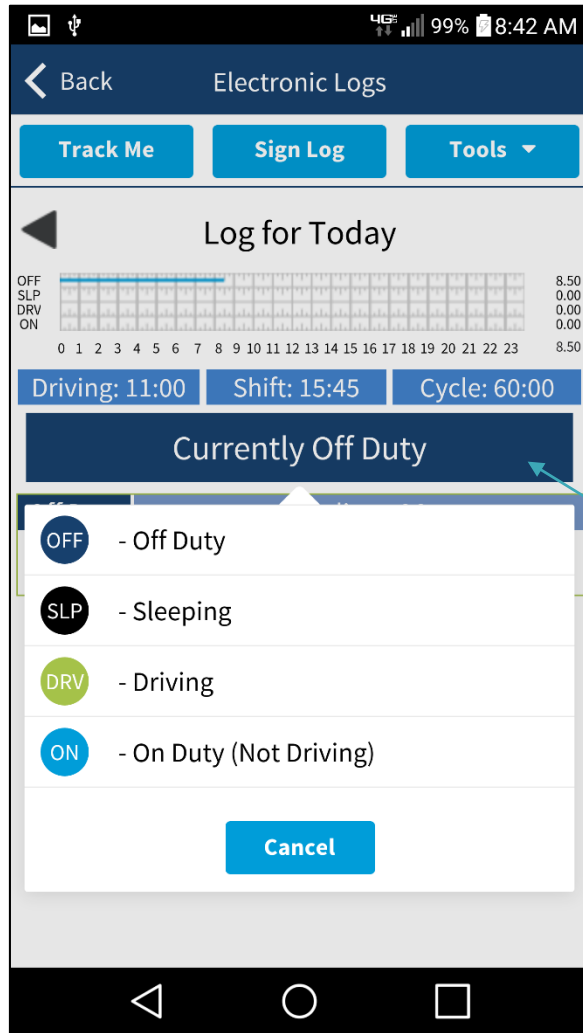 4G 99% 8:42 AM
Back Electronic Logs
Track Me Sign Log Tools
Log for Today
OFF 8.50
SLP 0.00
DRV 0.00
ON 0.00
0 1 2 3 4 5 6 7 8 9 10 11 12 13 14 15 16 17 18 19 20 21 22 23 8.50
Driving: 11:00 Shift: 15:45 Cycle: 60:00
Currently Off Duty
OFF - Off Duty
SLP - Sleeping
DRV - Driving
ON - On Duty (Not Driving)
Cancel